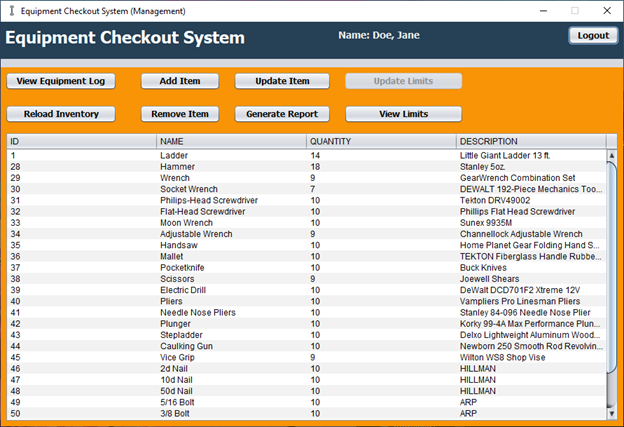 Equipment Checkout System (Management)
Equipment Checkout System Name: Doe, Jane Logout
View Equipment Log Add Item Update Item Update Limits
Reload Inventory Remove Item Generate Report View Limits
ID NAME QUANTITY DESCRIPTION
1 Ladder 14 Little Giant Ladder 13 ft.
28 Hammer 18 Stanley 5oz.
29 Wrench 9 GearWrench Combination Set
30 Socket Wrench 7 DEWALT 192-Piece Mechanics Too...
31 Philips-Head Screwdriver 10 Tekton DRV49002
32 Flat-Head Screwdriver 10 Phillips Flat Head Screwdriver
33 Moon Wrench 10 Sunex 9935M
34 Adjustable Wrench 9 Channellock Adjustable Wrench
35 Handsaw 10 Home Planet Gear Folding Hand S...
36 Mallet 10 TEKTON Fiberglass Handle Rubbe...
37 Pocketknife 10 Buck Knives
38 Scissors 9 Joewell Shears
39 Electric Drill 10 DeWalt DCD701F2 Xtreme 12V
40 Pliers 10 Vampliers Pro Linesman Pliers
41 Needle Nose Pliers 10 Stanley 84-096 Needle Nose Plier
42 Plunger 10 Korky 99-4A Max Performance Plun...
43 Stepladder 10 Delxo Lightweight Aluminum Wood...
44 Caulking Gun 10 Newborn 250 Smooth Rod Revolvin...
45 Vice Grip 9 Wilton WS8 Shop Vise
46 2d Nail 10 HILLMAN
47 10d Nail 10 HILLMAN
48 50d Nail 10 HILLMAN
49 5/16 Bolt 10 ARP
50 3/8 Bolt 10 ARP